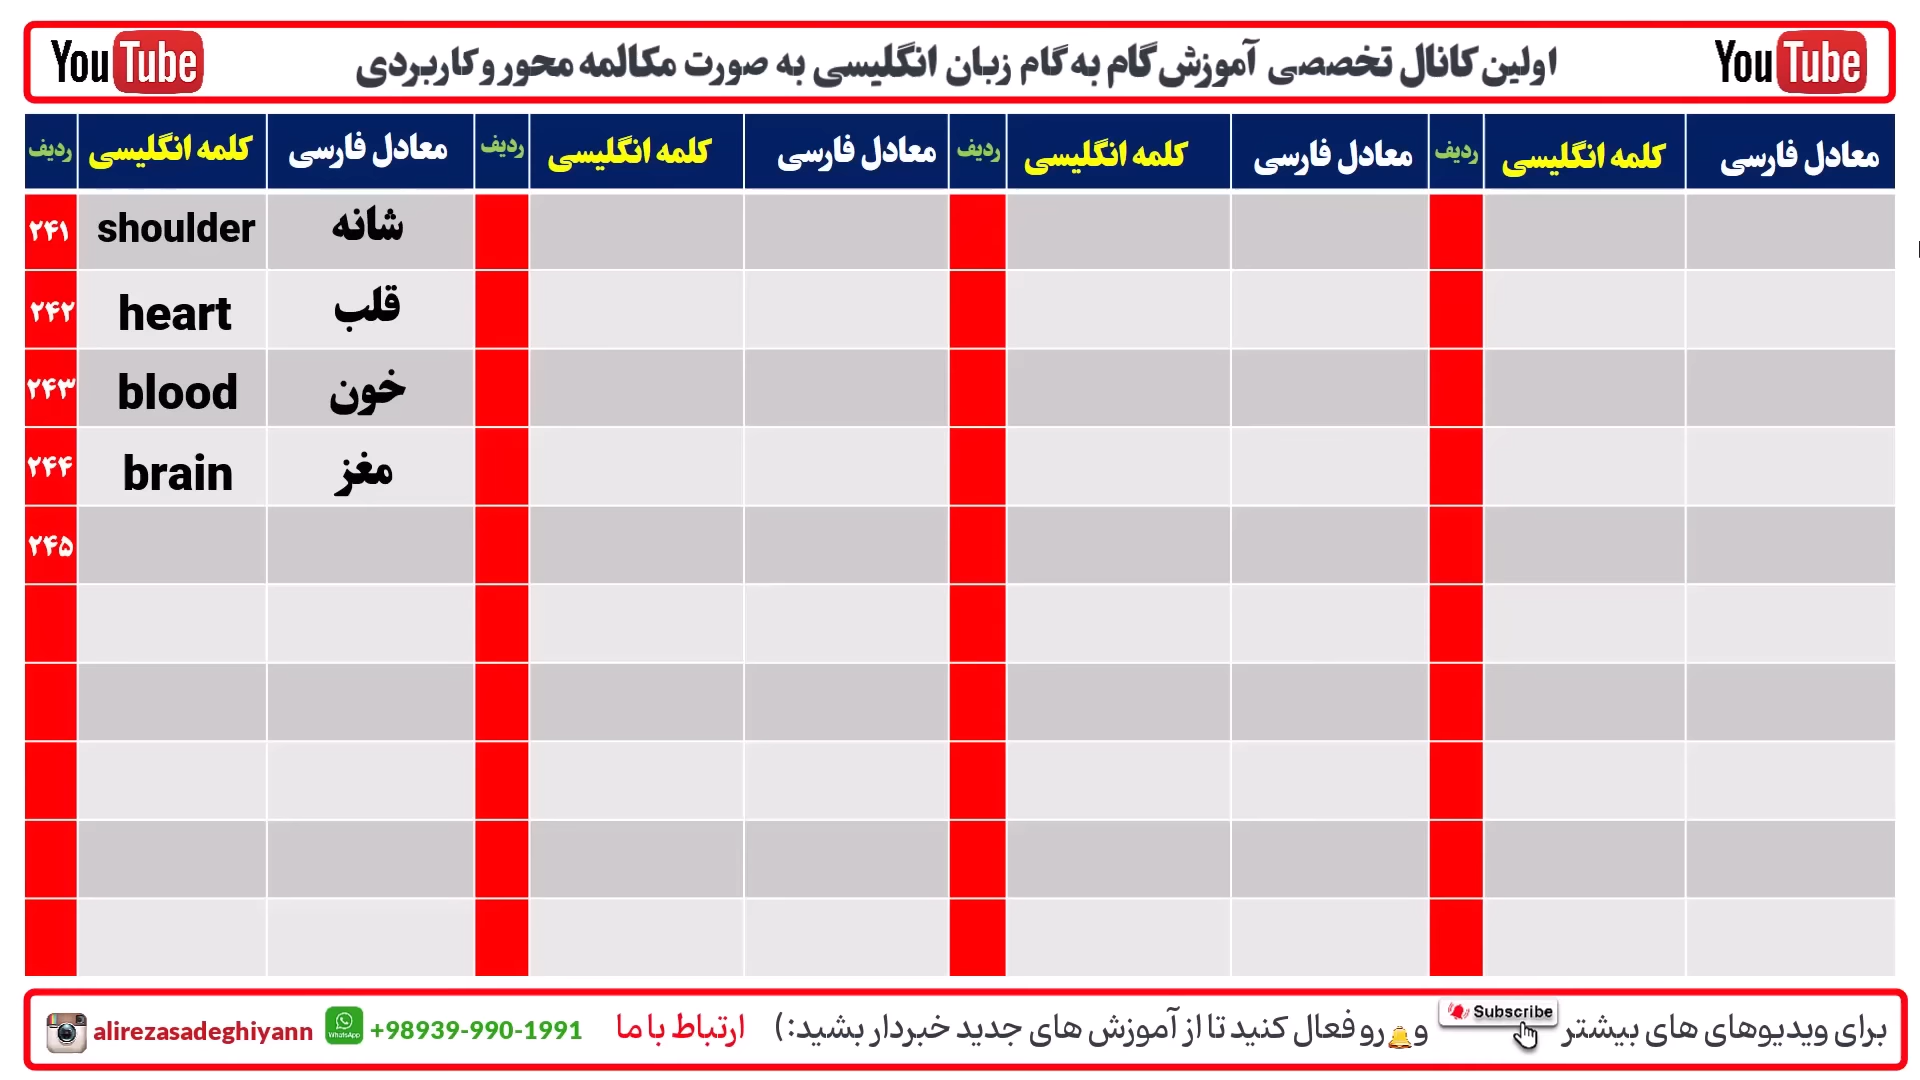 YouTube اولین کانال تخصصی آموزش گام به گام زبان انگلیسی به صورت مکالمه محور و کاربردی YouTube
ردیف کلمه انگلیسی معادل فارسی ردیف کلمه انگلیسی معادل فارسی ردیف کلمه انگلیسی معادل فارسی ردیف کلمه انگلیسی معادل فارسی
۲۴۱ shoulder شانه
۲۴۲ heart قلب
۲۴۳ blood خون
۲۴۴ brain مغز
۲۴۵
برای ویدیوهای های بیشتر Subscribe و🔔رو فعال کنید تا از آموزش های جدید خبردار بشید:) ارتباط با ما +98939-990-1991 WhatsApp alirezasadeghiyann